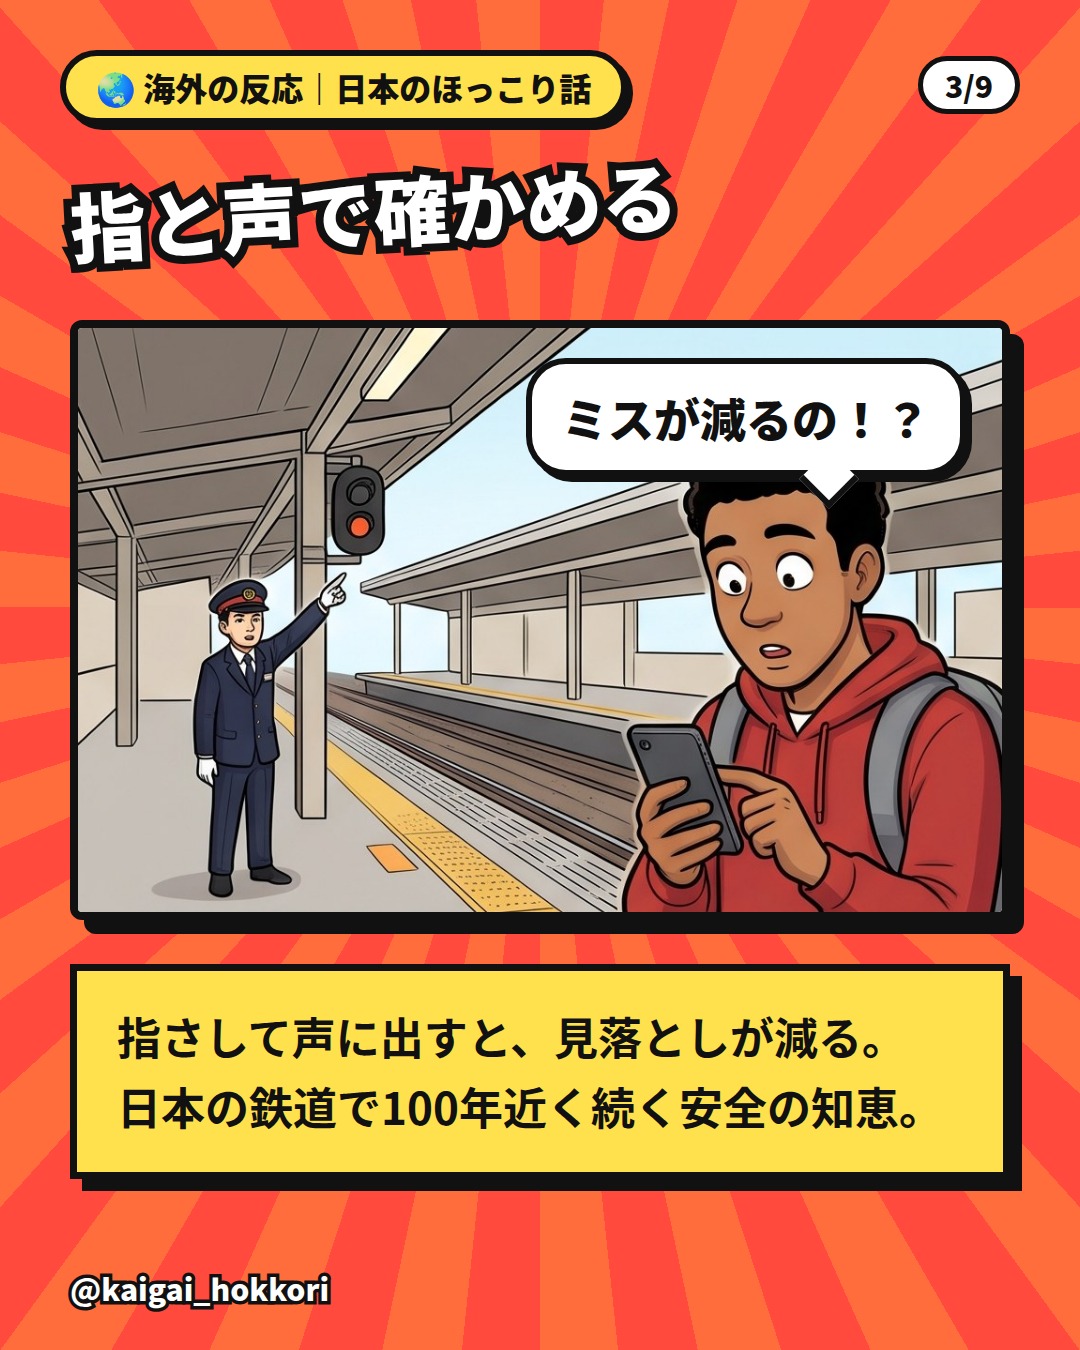 🌏 海外の反応｜日本のほっこり話
3/9
指と声で確かめる
ミスが減るの！？
指さして声に出すと、見落としが減る。
日本の鉄道で100年近く続く安全の知恵。
@kaigai_hokkori